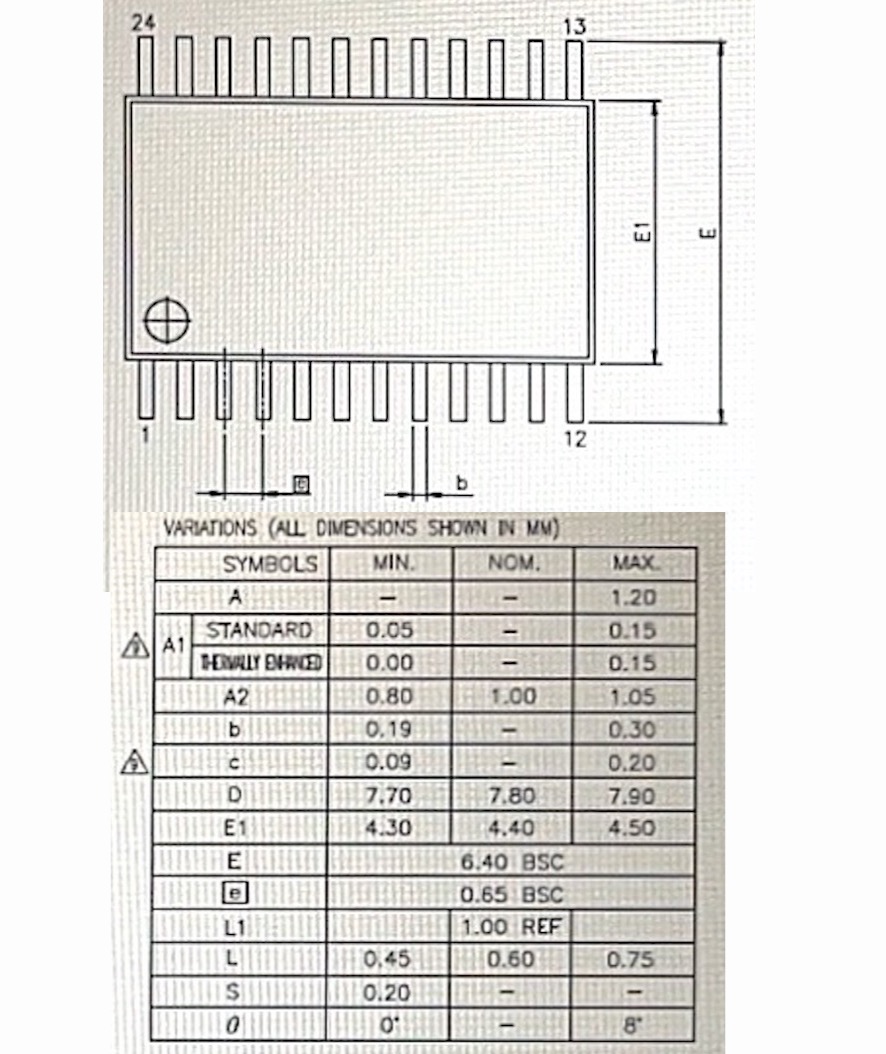 24 13
E1
E
1 12
e b
VARIATIONS (ALL DIMENSIONS SHOWN IN MM)
SYMBOLS MIN. NOM. MAX.
A — — 1.20
A1 STANDARD 0.05 — 0.15
THERMALLY ENHANCED 0.00 — 0.15
A2 0.80 1.00 1.05
b 0.19 — 0.30
c 0.09 — 0.20
D 7.70 7.80 7.90
E1 4.30 4.40 4.50
E 6.40 BSC
e 0.65 BSC
L1 1.00 REF
L 0.45 0.60 0.75
S 0.20 — —
θ 0° — 8°